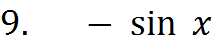 9. − sin x